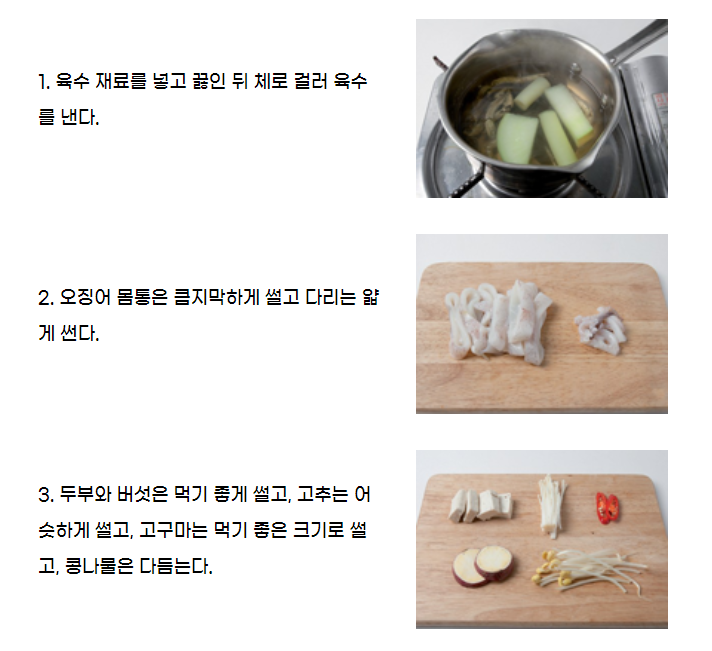 1. 육수 재료를 넣고 끓인 뒤 체로 걸러 육수
를 낸다.
2. 오징어 몸통은 큼지막하게 썰고 다리는 얇
게 썬다.
3. 두부와 버섯은 먹기 좋게 썰고, 고추는 어
슷하게 썰고, 고구마는 먹기 좋은 크기로 썰
고, 콩나물은 다듬는다.